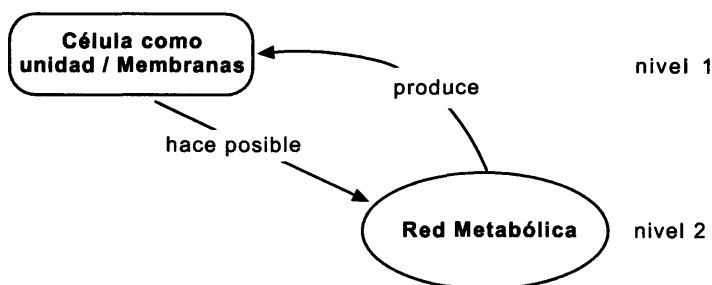 Célula como
unidad / Membranas
nivel 1
produce
hace posible
Red Metabólica
nivel 2